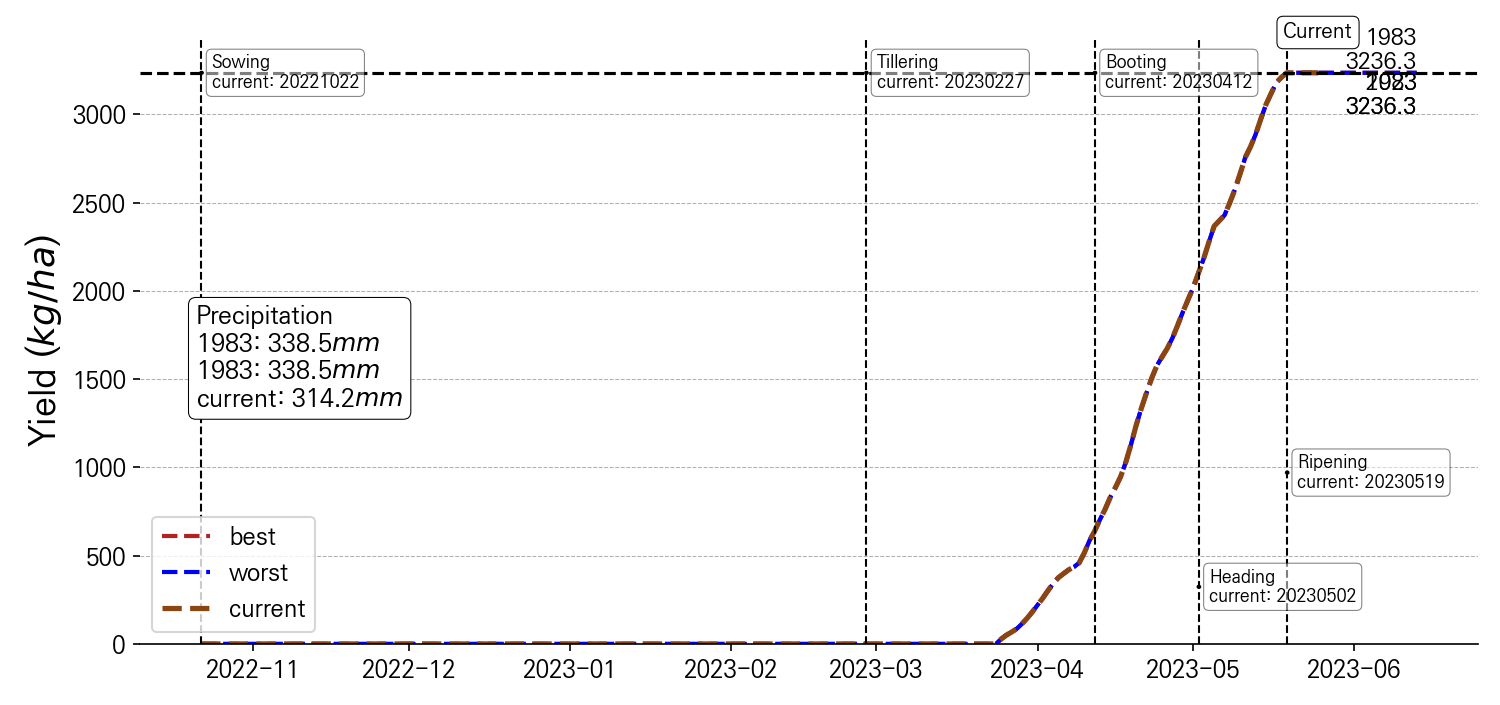 Current
1983
3236.3
1983
3236.3
Sowing
current: 20221022
Tillering
current: 20230227
Booting
current: 20230412
3000
2500
2000
1500
1000
500
0
Yield (kg/ha)
Precipitation
1983: 338.5mm
1983: 338.5mm
current: 314.2mm
Ripening
current: 20230519
Heading
current: 20230502
best
worst
current
2022-11
2022-12
2023-01
2023-02
2023-03
2023-04
2023-05
2023-06